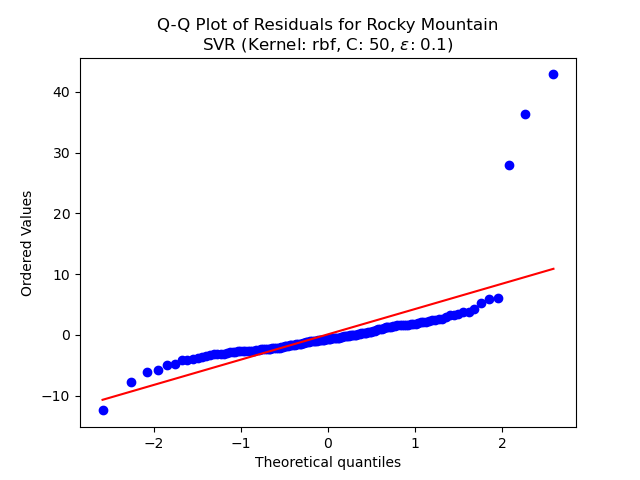 Q-Q Plot of Residuals for Rocky Mountain
SVR (Kernel: rbf, C: 50, ε: 0.1)
Ordered Values
40
30
20
10
0
−10
−2
−1
0
1
2
Theoretical quantiles